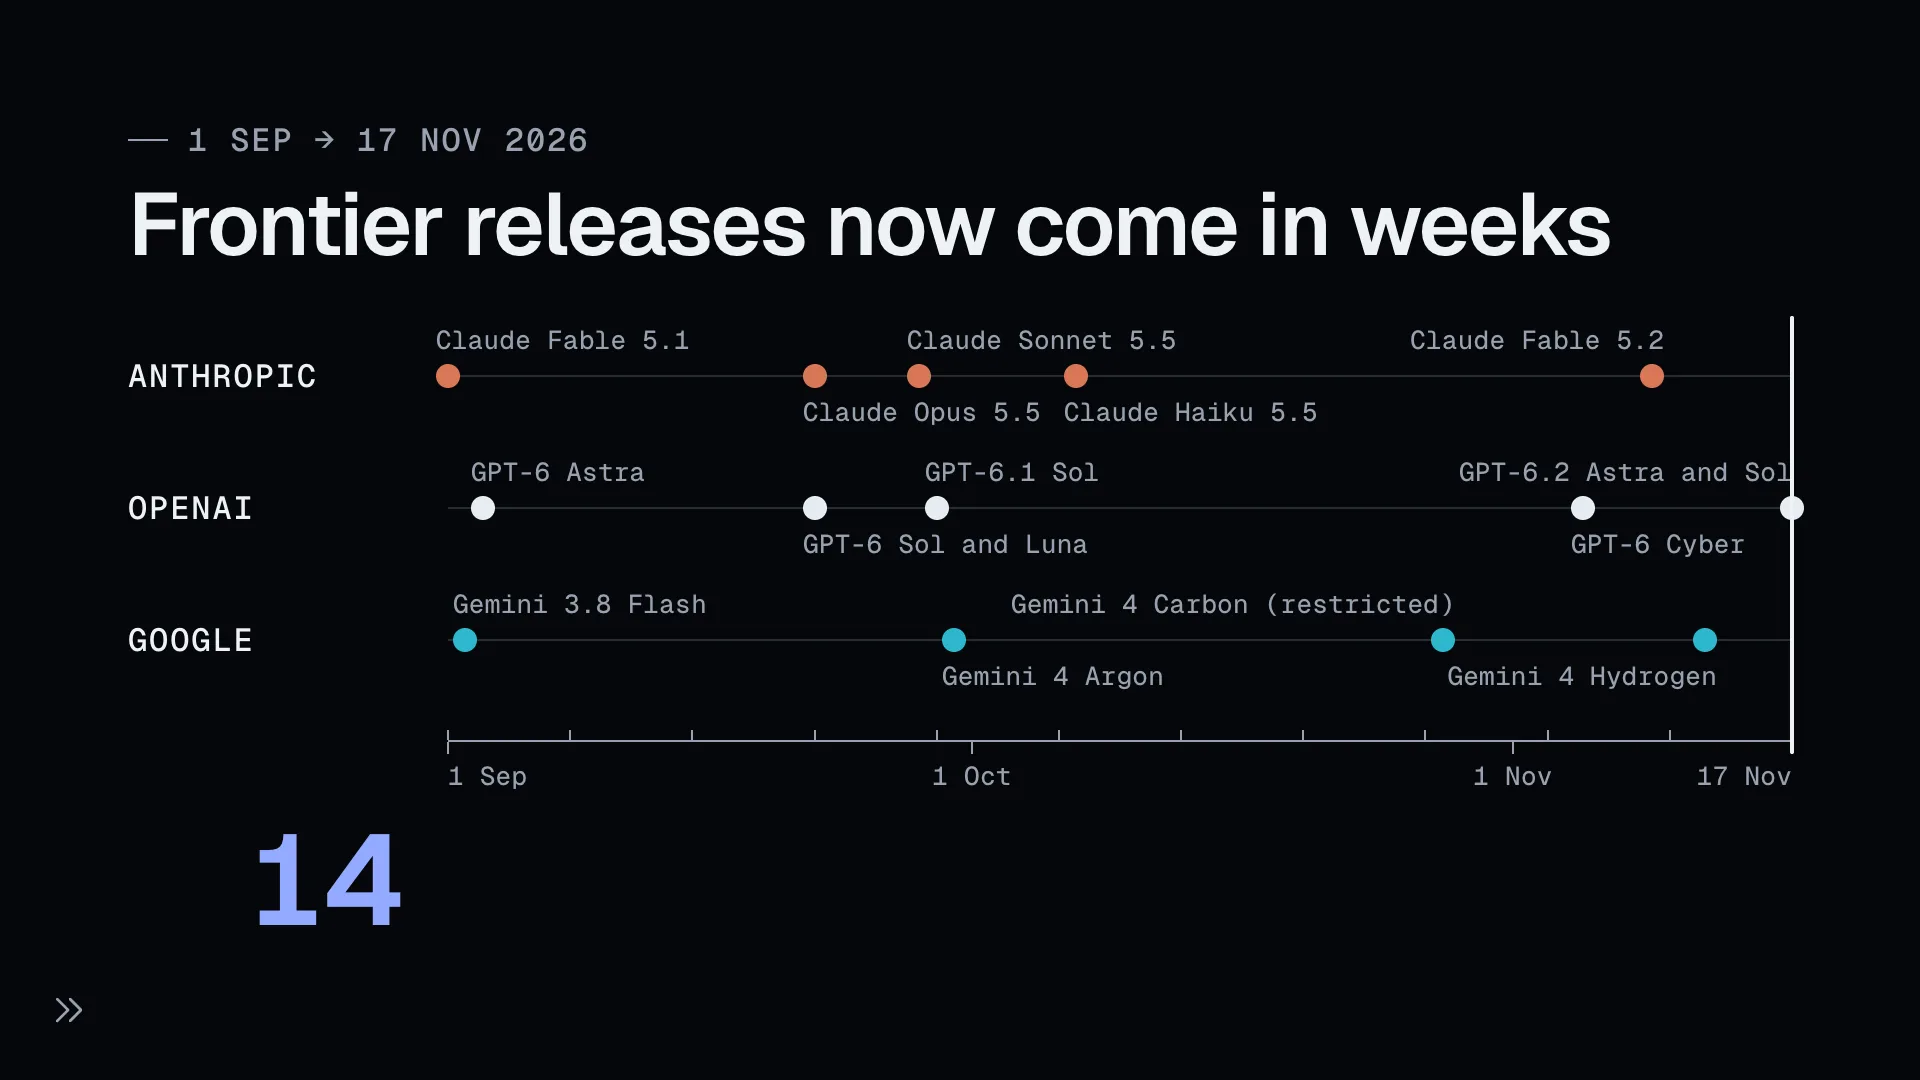 1 SEP → 17 NOV 2026
Frontier releases now come in weeks
Claude Fable 5.1 Claude Sonnet 5.5 Claude Fable 5.2
ANTHROPIC
Claude Opus 5.5 Claude Haiku 5.5
GPT-6 Astra GPT-6.1 Sol GPT-6.2 Astra and Sol
OPENAI
GPT-6 Sol and Luna GPT-6 Cyber
Gemini 3.8 Flash Gemini 4 Carbon (restricted)
GOOGLE
Gemini 4 Argon Gemini 4 Hydrogen
1 Sep 1 Oct 1 Nov 17 Nov
14